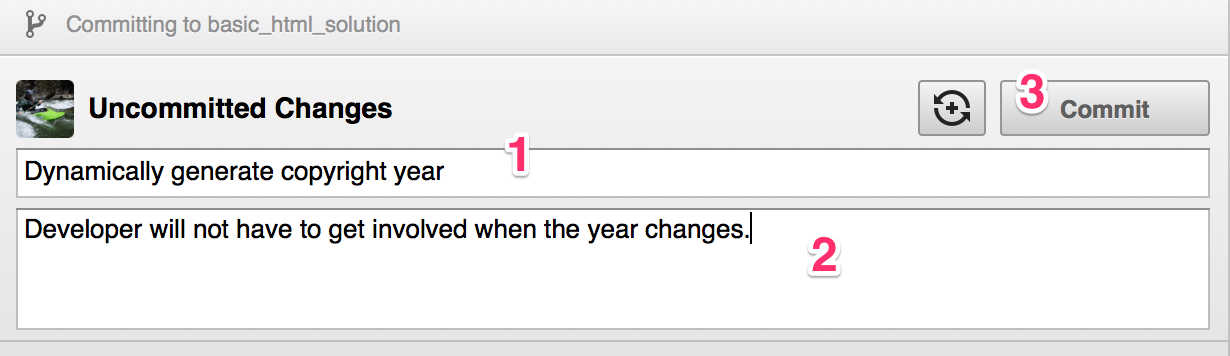 Committing to basic_html_solution
Uncommitted Changes
3
Commit
1
Dynamically generate copyright year
Developer will not have to get involved when the year changes.
2